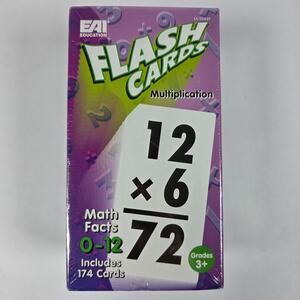 EAI
EDUCATION
FLASH
CARDS
Multiplication
12
× 6
72
Math
Facts
0-12
Includes
174 Cards
Grades
3+